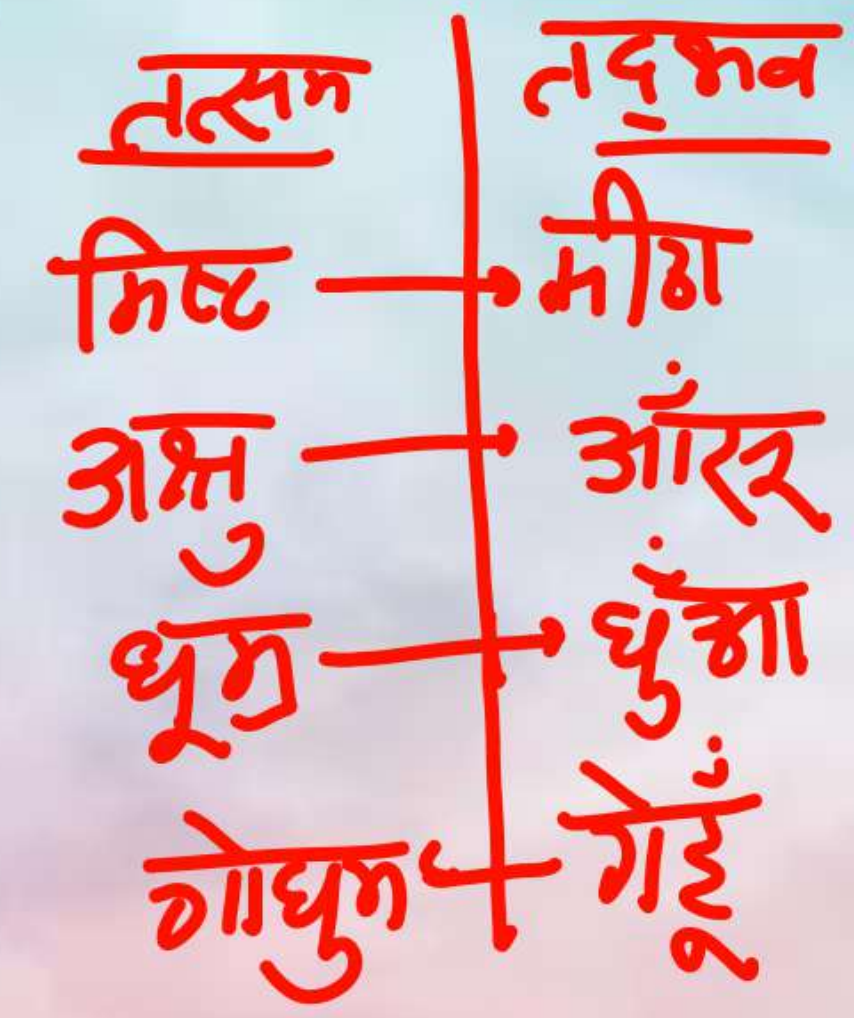 तत्सम तद्‌भव
मिष्ट मीठा
अश्रु आँसू
धूम्र धुँआ
गोधुम गेहूँ